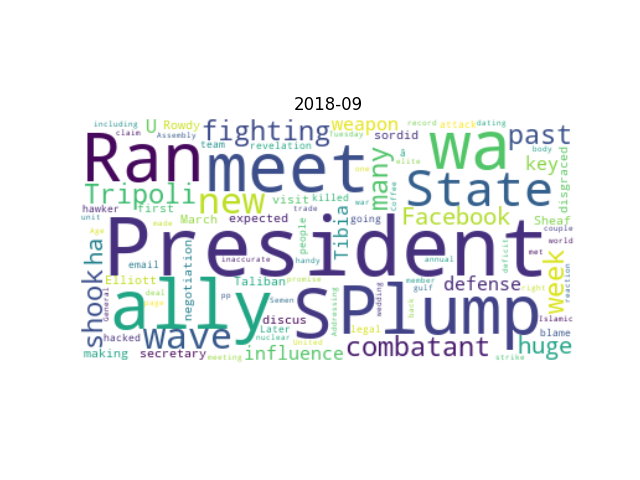 2018-09
including
claim
U
Rowdy
Assembly
fighting
team
revelation
weapon
Tuesday
sordid
record
attack
dating
past
body
Ran
meet
many
&
elite
Coffee
wa
key
disgraced
Tripoli
new
visit
killed
war
State
hawker
first
March
expected
trade
going
Facebook
Sheaf
unit
made
people
Tibia
one
couple
ha
President
shook
Age
email
Elliott
inaccurate
handy
met
world
deficit
week
reaction
General
deal
page
negotiation
Taliban
promise
member
annual
defense
right
ally
pp
Semen
S
Addressing
wedding
gulf
back
Plump
Islamic
hacked
wave
discus
Later
nuclear
United
legal
combatant
blame
making
secretary
meeting
influence
strike
huge